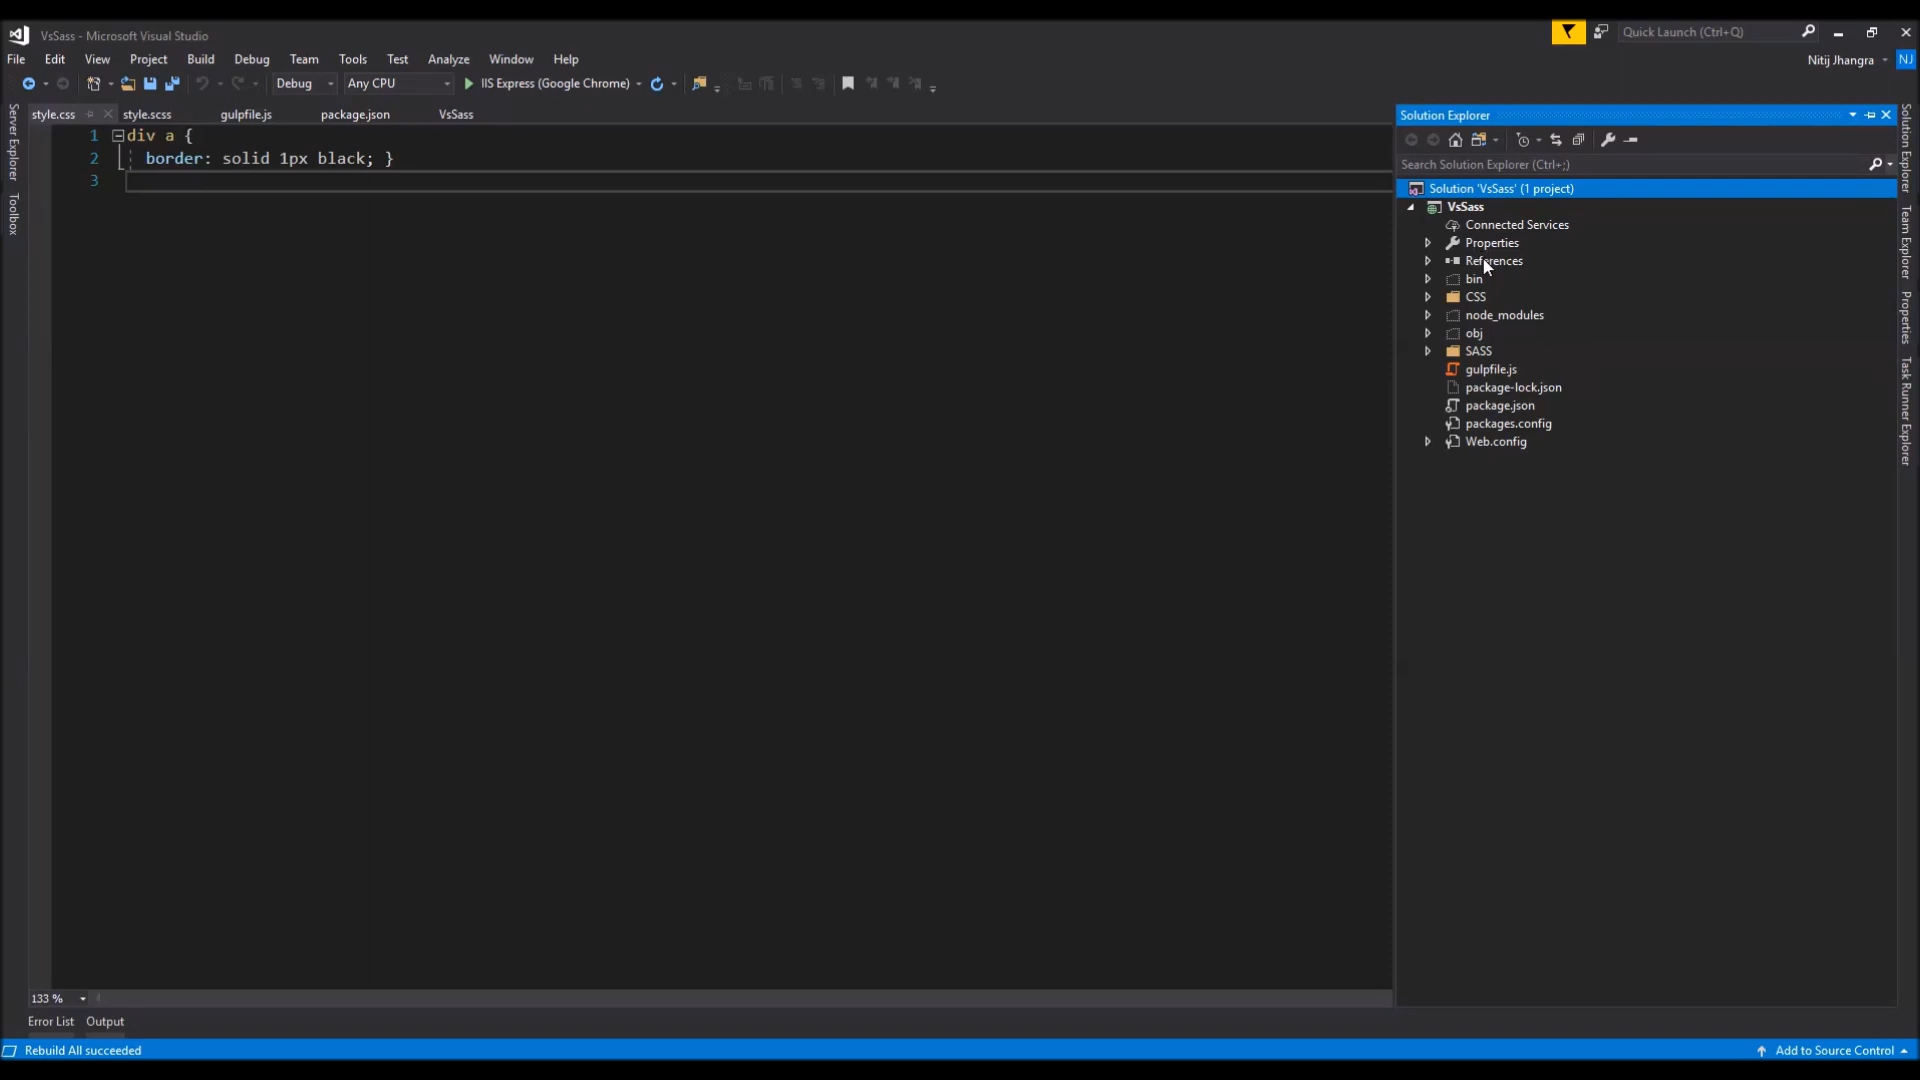 VsSass - Microsoft Visual Studio
Quick Launch (Ctrl+Q)
File Edit View Project Build Debug Team Tools Test Analyze Window Help
Nitij Jhangra NJ
Debug Any CPU IIS Express (Google Chrome)
style.css style.scss gulpfile.js package.json VsSass
1 div a {
2 border: solid 1px black; }
3
Server Explorer
Toolbox
Solution Explorer
Search Solution Explorer (Ctrl+;)
Solution 'VsSass' (1 project)
VsSass
Connected Services
Properties
References
bin
CSS
node_modules
obj
SASS
gulpfile.js
package-lock.json
package.json
packages.config
Web.config
Solution Explorer
Team Explorer
Properties
Task Runner Explorer
133 %
Error List Output
Rebuild All succeeded
Add to Source Control